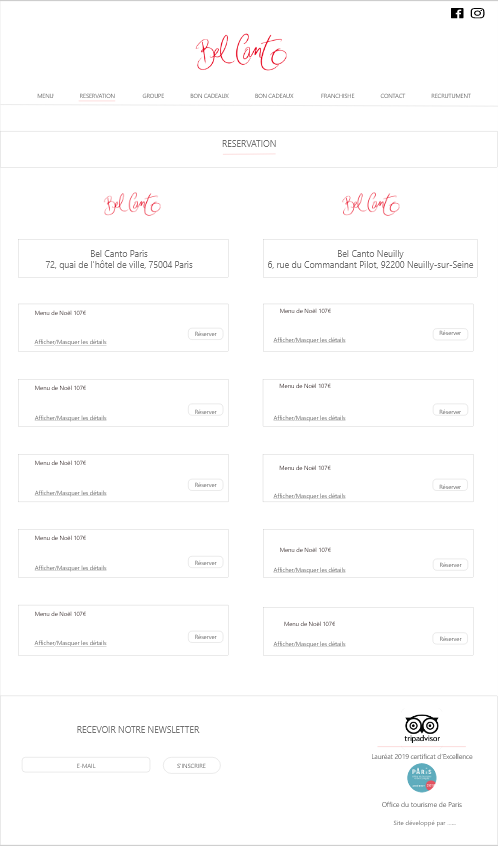 Bel Canto
MENU RESERVATION GROUPE BON CADEAUX BON CADEAUX FRANCHISHE CONTACT RECRUTUMENT
RESERVATION
Bel Canto
Bel Canto Paris
72, quai de l'hôtel de ville, 75004 Paris
Menu de Noël 107€
Réserver
Afficher/Masquer les détails
Menu de Noël 107€
Réserver
Afficher/Masquer les détails
Menu de Noël 107€
Réserver
Afficher/Masquer les détails
Menu de Noël 107€
Réserver
Afficher/Masquer les détails
Menu de Noël 107€
Réserver
Afficher/Masquer les détails
Bel Canto
Bel Canto Neuilly
6, rue du Commandant Pilot, 92200 Neuilly-sur-Seine
Menu de Noël 107€
Réserver
Afficher/Masquer les détails
Menu de Noël 107€
Réserver
Afficher/Masquer les détails
Menu de Noël 107€
Réserver
Afficher/Masquer les détails
Menu de Noël 107€
Réserver
Afficher/Masquer les détails
Menu de Noël 107€
Réserver
Afficher/Masquer les détails
RECEVOIR NOTRE NEWSLETTER
E-MAIL S'INSCRIRE
tripadvisor
Lauréat 2019 certificat d'Excellence
PARIS
Office du tourisme de Paris
Site développé par ......